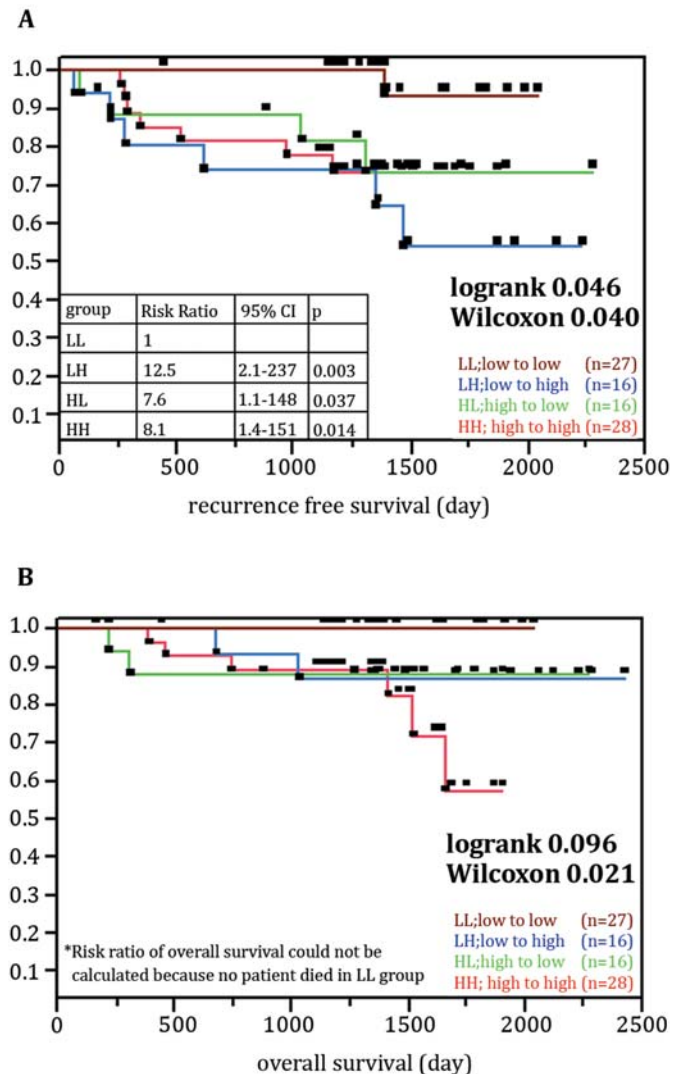 A
1.0
0.9
0.8
0.7
0.6
0.5
0.4
0.3
0.2
0.1
group Risk Ratio 95% CI p
LL 1
LH 12.5 2.1-237 0.003
HL 7.6 1.1-148 0.037
HH 8.1 1.4-151 0.014
logrank 0.046
Wilcoxon 0.040
LL;low to low (n=27)
LH;low to high (n=16)
HL;high to low (n=16)
HH; high to high (n=28)
0 500 1000 1500 2000 2500
recurrence free survival (day)
B
1.0
0.9
0.8
0.7
0.6
0.5
0.4
0.3
0.2
0.1
logrank 0.096
Wilcoxon 0.021
LL;low to low (n=27)
LH;low to high (n=16)
HL;high to low (n=16)
HH; high to high (n=28)
*Risk ratio of overall survival could not be
calculated because no patient died in LL group
0 500 1000 1500 2000 2500
overall survival (day)